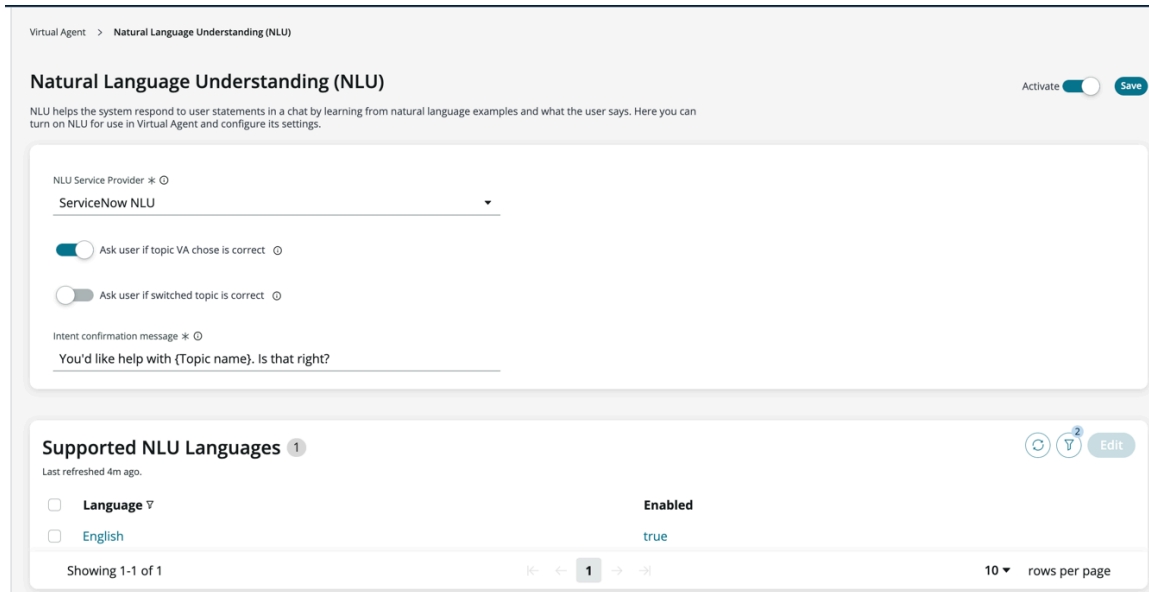 Virtual Agent > Natural Language Understanding (NLU)
Natural Language Understanding (NLU)
Activate
Save
NLU helps the system respond to user statements in a chat by learning from natural language examples and what the user says. Here you can
turn on NLU for use in Virtual Agent and configure its settings.
NLU Service Provider *
ServiceNow NLU
Ask user if topic VA chose is correct
Ask user if switched topic is correct
Intent confirmation message *
You'd like help with {Topic name}. Is that right?
Supported NLU Languages 1
2
Edit
Last refreshed 4m ago.
Language Enabled
English true
Showing 1-1 of 1 1 10 rows per page